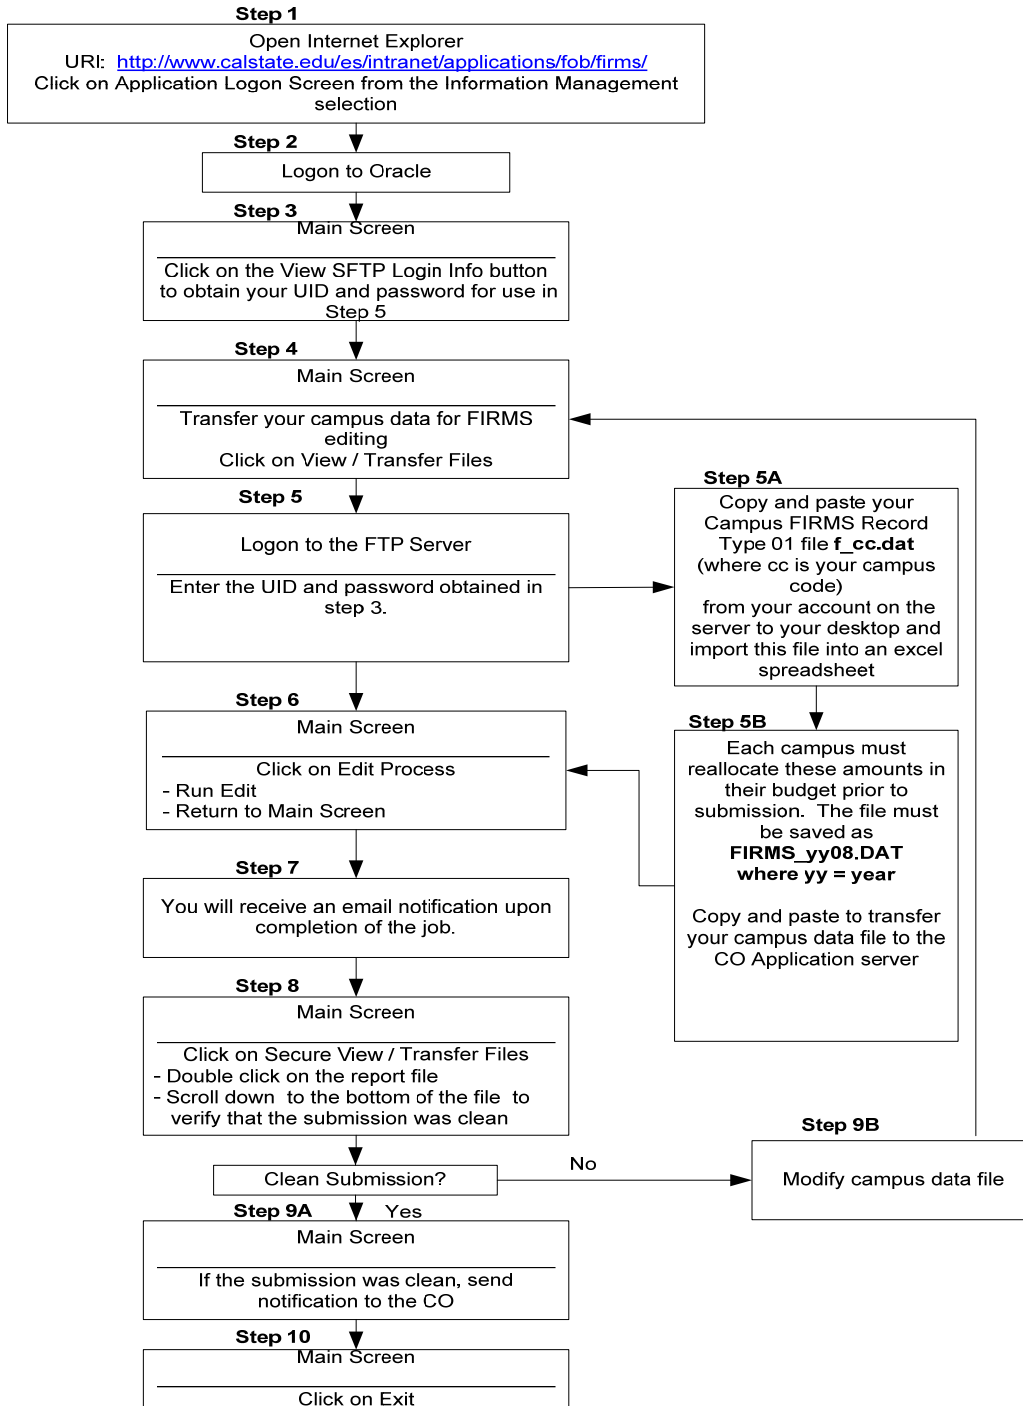 Step 1
Open Internet Explorer
URl: http://www.calstate.edu/es/intranet/applications/fob/firms/
Click on Application Logon Screen from the Information Management
selection
Step 2
Logon to Oracle
Step 3
Main Screen
Click on the View SFTP Login Info button
to obtain your UID and password for use in
Step 5
Step 4
Main Screen
Transfer your campus data for FIRMS
editing
Click on View / Transfer Files
Step 5
Logon to the FTP Server
Enter the UID and password obtained in
step 3.
Step 5A
Copy and paste your
Campus FIRMS Record
Type 01 file f_cc.dat
(where cc is your campus
code)
from your account on the
server to your desktop and
import this file into an excel
spreadsheet
Step 5B
Each campus must
reallocate these amounts in
their budget prior to
submission. The file must
be saved as
FIRMS_yy08.DAT
where yy = year
Copy and paste to transfer
your campus data file to the
CO Application server
Step 6
Main Screen
Click on Edit Process
- Run Edit
- Return to Main Screen
Step 7
You will receive an email notification upon
completion of the job.
Step 8
Main Screen
Click on Secure View / Transfer Files
- Double click on the report file
- Scroll down to the bottom of the file to
verify that the submission was clean
Clean Submission?
No
Step 9B
Modify campus data file
Yes
Step 9A
Main Screen
If the submission was clean, send
notification to the CO
Step 10
Main Screen
Click on Exit